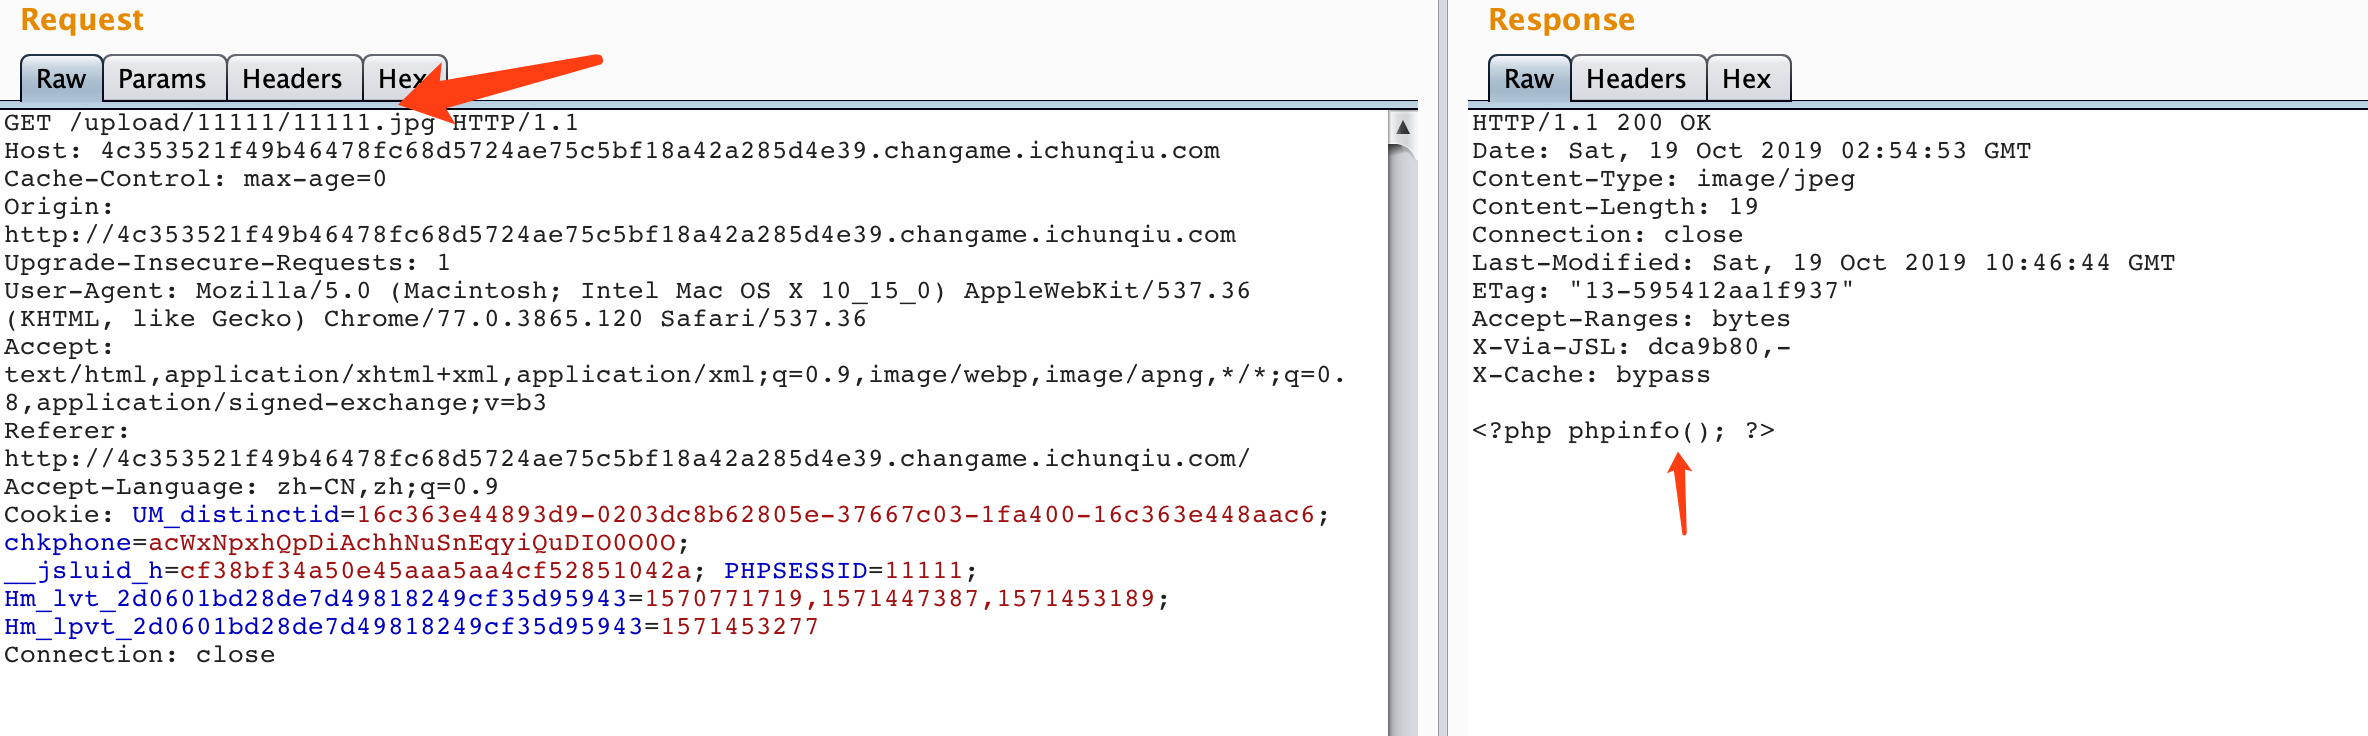 Request
Raw Params Headers Hex
GET /upload/11111/11111.jpg HTTP/1.1
Host: 4c353521f49b46478fc68d5724ae75c5bf18a42a285d4e39.changame.ichunqiu.com
Cache-Control: max-age=0
Origin:
http://4c353521f49b46478fc68d5724ae75c5bf18a42a285d4e39.changame.ichunqiu.com
Upgrade-Insecure-Requests: 1
User-Agent: Mozilla/5.0 (Macintosh; Intel Mac OS X 10_15_0) AppleWebKit/537.36
(KHTML, like Gecko) Chrome/77.0.3865.120 Safari/537.36
Accept:
text/html,application/xhtml+xml,application/xml;q=0.9,image/webp,image/apng,*/*;q=0.
8,application/signed-exchange;v=b3
Referer:
http://4c353521f49b46478fc68d5724ae75c5bf18a42a285d4e39.changame.ichunqiu.com/
Accept-Language: zh-CN,zh;q=0.9
Cookie: UM_distinctid=16c363e44893d9-0203dc8b62805e-37667c03-1fa400-16c363e448aac6;
chkphone=acWxNpxhQpDiAchhNuSnEqyiQuDIO0O0O;
__jsluid_h=cf38bf34a50e45aaa5aa4cf52851042a; PHPSESSID=11111;
Hm_lvt_2d0601bd28de7d49818249cf35d95943=1570771719,1571447387,1571453189;
Hm_lpvt_2d0601bd28de7d49818249cf35d95943=1571453277
Connection: close
Response
Raw Headers Hex
HTTP/1.1 200 OK
Date: Sat, 19 Oct 2019 02:54:53 GMT
Content-Type: image/jpeg
Content-Length: 19
Connection: close
Last-Modified: Sat, 19 Oct 2019 10:46:44 GMT
ETag: "13-595412aa1f937"
Accept-Ranges: bytes
X-Via-JSL: dca9b80,-
X-Cache: bypass
<?php phpinfo(); ?>